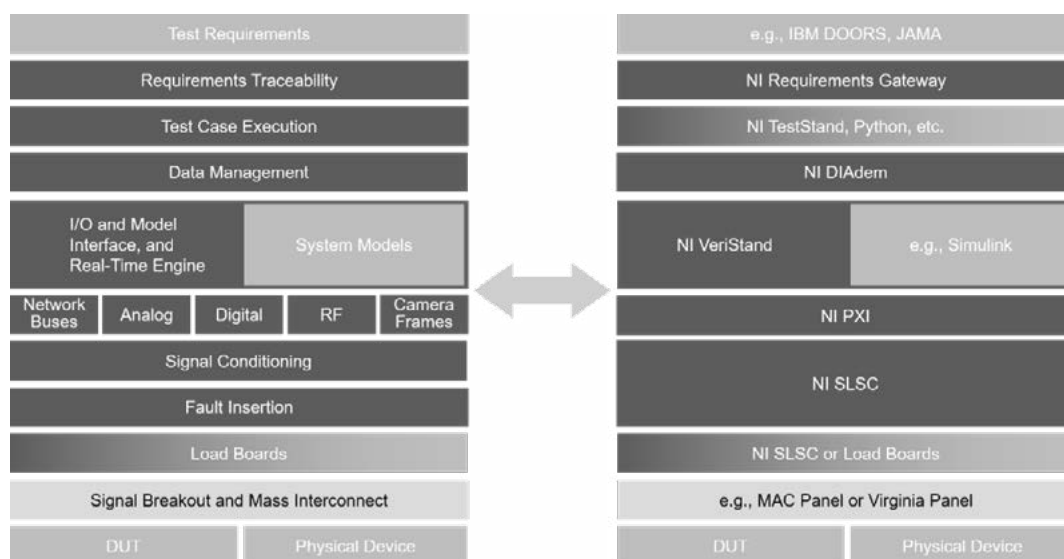 Test Requirements
Requirements Traceability
Test Case Execution
Data Management
I/O and Model
Interface, and
Real-Time Engine
System Models
Network
Buses
Analog
Digital
RF
Camera
Frames
Signal Conditioning
Fault Insertion
Load Boards
Signal Breakout and Mass Interconnect
DUT
Physical Device
e.g., IBM DOORS, JAMA
NI Requirements Gateway
NI TestStand, Python, etc.
NI DIAdem
NI VeriStand
e.g., Simulink
NI PXI
NI SLSC
NI SLSC or Load Boards
e.g., MAC Panel or Virginia Panel
DUT
Physical Device